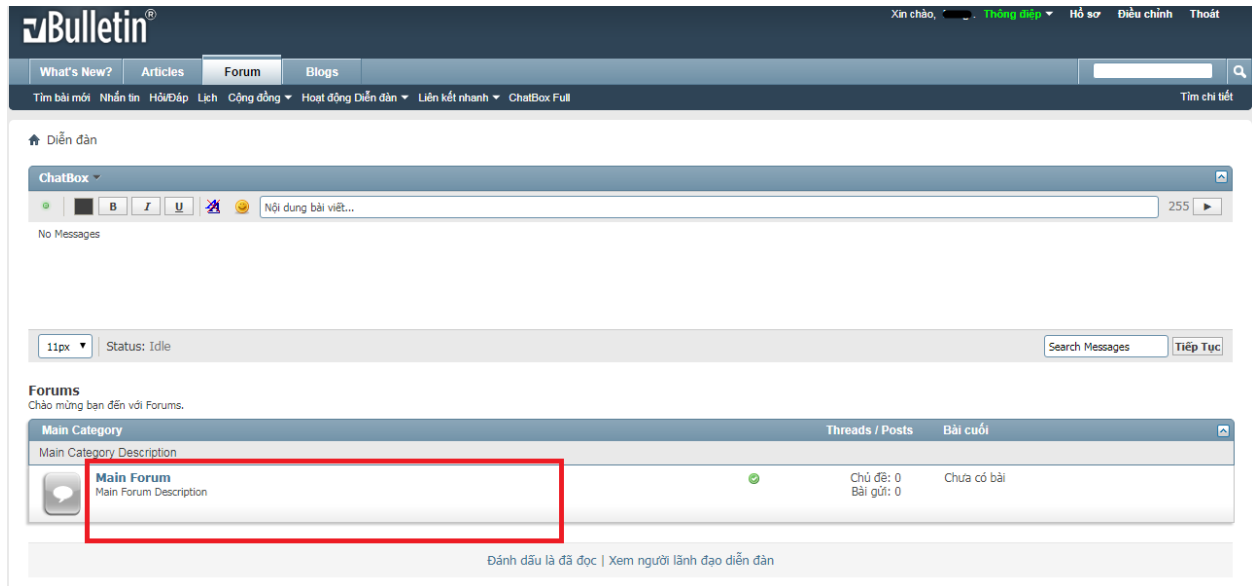 vBulletin®
Xin chào, . Thông điệp Hồ sơ Điều chỉnh Thoát
What's New? Articles Forum Blogs
Tìm bài mới Nhắn tin Hỏi/Đáp Lịch Cộng đồng Hoạt động Diễn đàn Liên kết nhanh ChatBox Full Tìm chi tiết
Diễn đàn
ChatBox
B I U A Nội dung bài viết... 255
No Messages
11px Status: Idle Search Messages Tiếp Tục
Forums
Chào mừng bạn đến với Forums.
Main Category Threads / Posts Bài cuối
Main Category Description
Main Forum Chủ đề: 0 Chưa có bài
Main Forum Description Bài gửi: 0
Đánh dấu là đã đọc | Xem người lãnh đạo diễn đàn